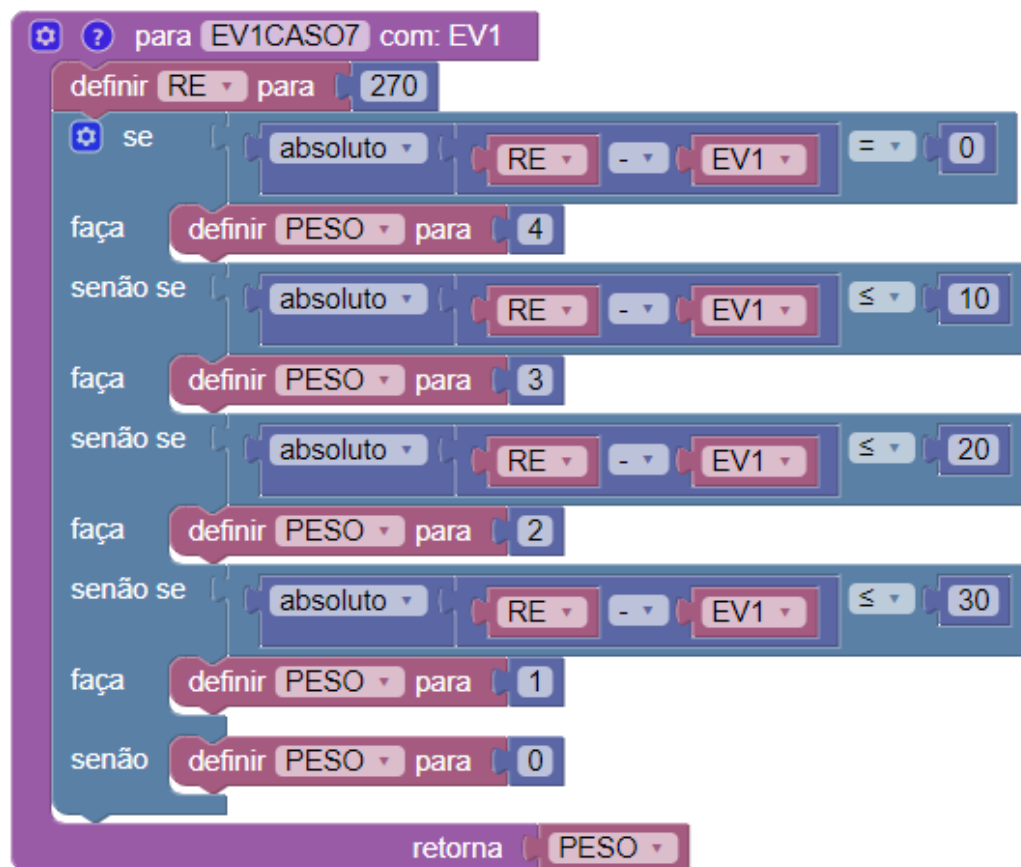 ? para EV1CASO7 com: EV1
definir RE para 270
se absoluto RE - EV1 = 0
faça definir PESO para 4
senão se absoluto RE - EV1 ≤ 10
faça definir PESO para 3
senão se absoluto RE - EV1 ≤ 20
faça definir PESO para 2
senão se absoluto RE - EV1 ≤ 30
faça definir PESO para 1
senão definir PESO para 0
retorna PESO